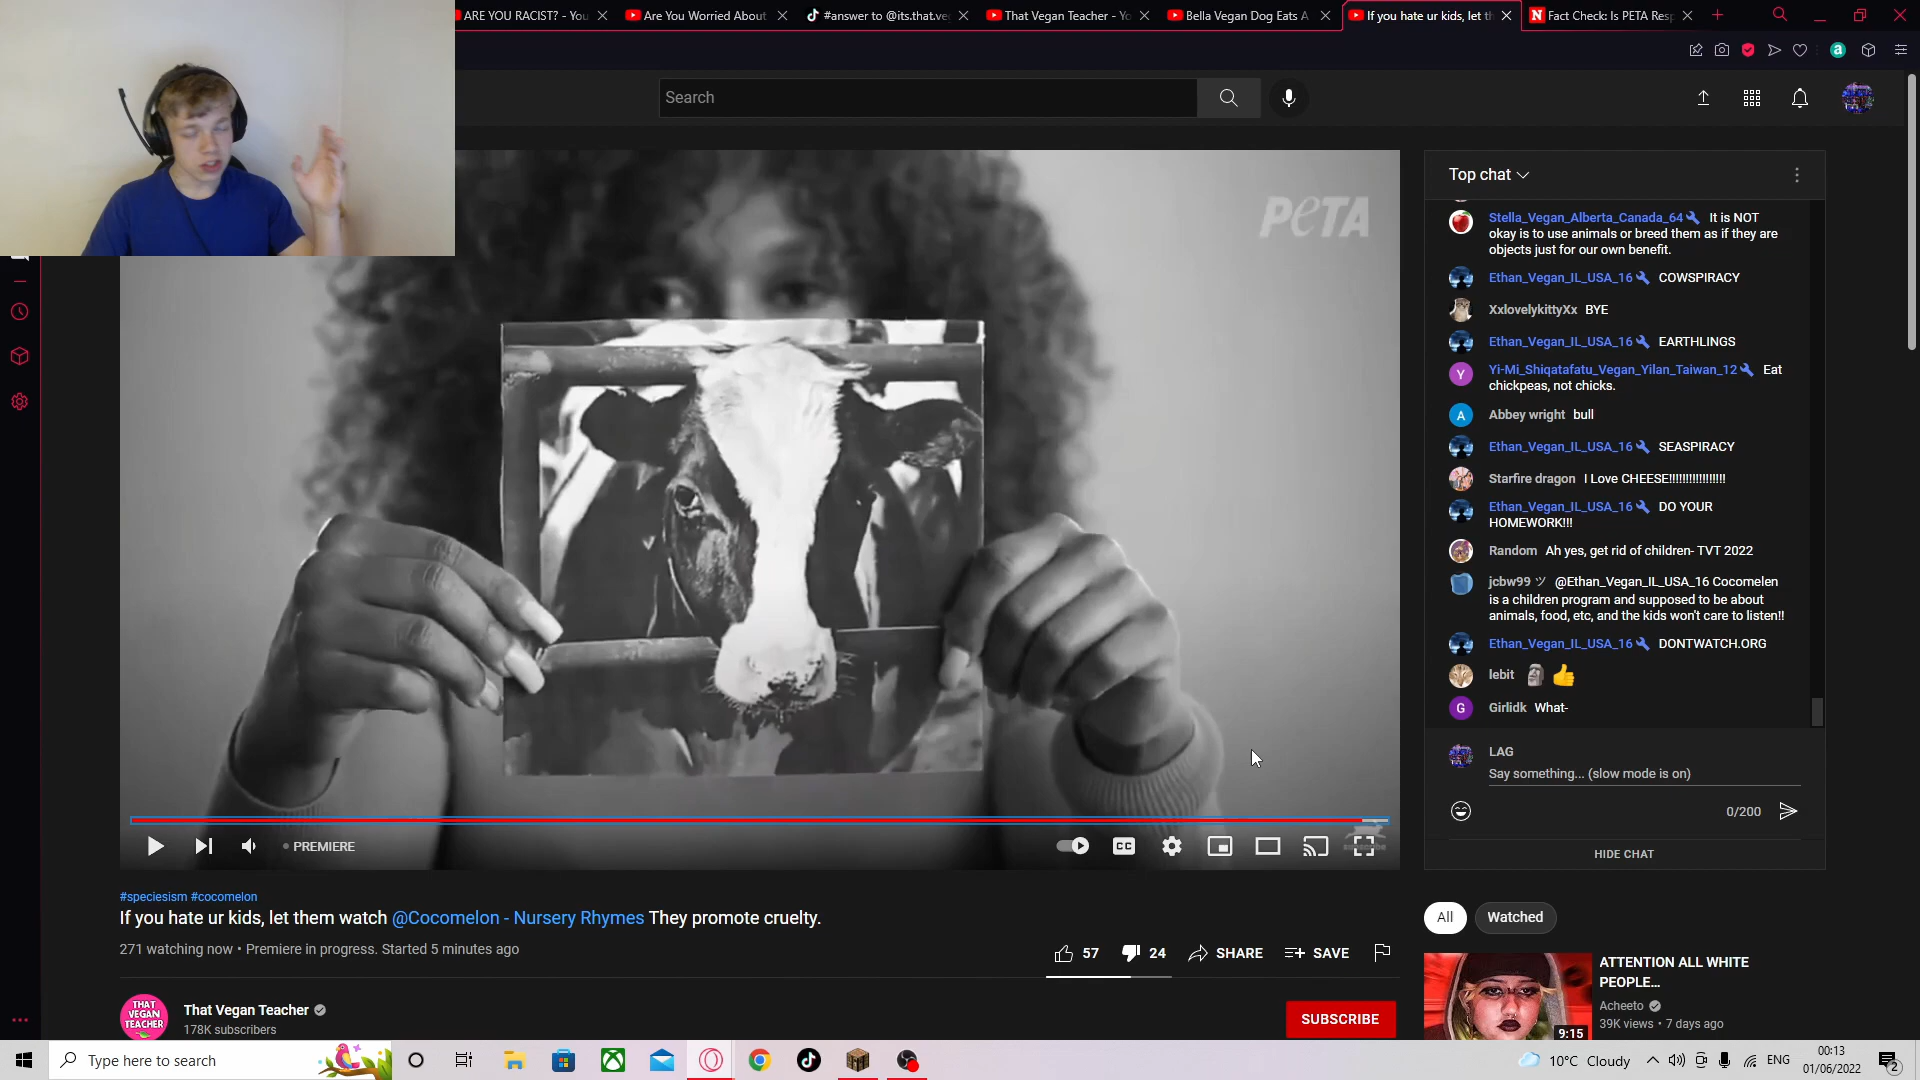 ARE YOU RACIST? - You
Are You Worried About
#answer to @its.that.ve
That Vegan Teacher - Yo
Bella Vegan Dog Eats A
If you hate ur kids, let th
Fact Check: Is PETA Resp
Search
PETA
Top chat
Stella_Vegan_Alberta_Canada_64 It is NOT
okay is to use animals or breed them as if they are
objects just for our own benefit.
Ethan_Vegan_IL_USA_16 COWSPIRACY
XxlovelykittyXx BYE
Ethan_Vegan_IL_USA_16 EARTHLINGS
Yi-Mi_Shiqatafatu_Vegan_Yilan_Taiwan_12 Eat
chickpeas, not chicks.
Abbey wright bull
Ethan_Vegan_IL_USA_16 SEASPIRACY
Starfire dragon I Love CHEESE!!!!!!!!!!!!!!!!!
Ethan_Vegan_IL_USA_16 DO YOUR
HOMEWORK!!!
Random Ah yes, get rid of children- TVT 2022
jcbw99 ツ @Ethan_Vegan_IL_USA_16 Cocomelen
is a children program and supposed to be about
animals, food, etc, and the kids won't care to listen!!
Ethan_Vegan_IL_USA_16 DONTWATCH.ORG
lebit 🗿👍
Girlidk What-
LAG
Say something... (slow mode is on)
0/200
HIDE CHAT
PREMIERE
#speciesism #cocomelon
If you hate ur kids, let them watch @Cocomelon - Nursery Rhymes They promote cruelty.
271 watching now • Premiere in progress. Started 5 minutes ago
57 24 SHARE SAVE
THAT
VEGAN
TEACHER
That Vegan Teacher
178K subscribers
SUBSCRIBE
All Watched
ATTENTION ALL WHITE
PEOPLE...
Acheeto
39K views • 7 days ago
9:15
Type here to search
10°C Cloudy
ENG
00:13
01/06/2022
2